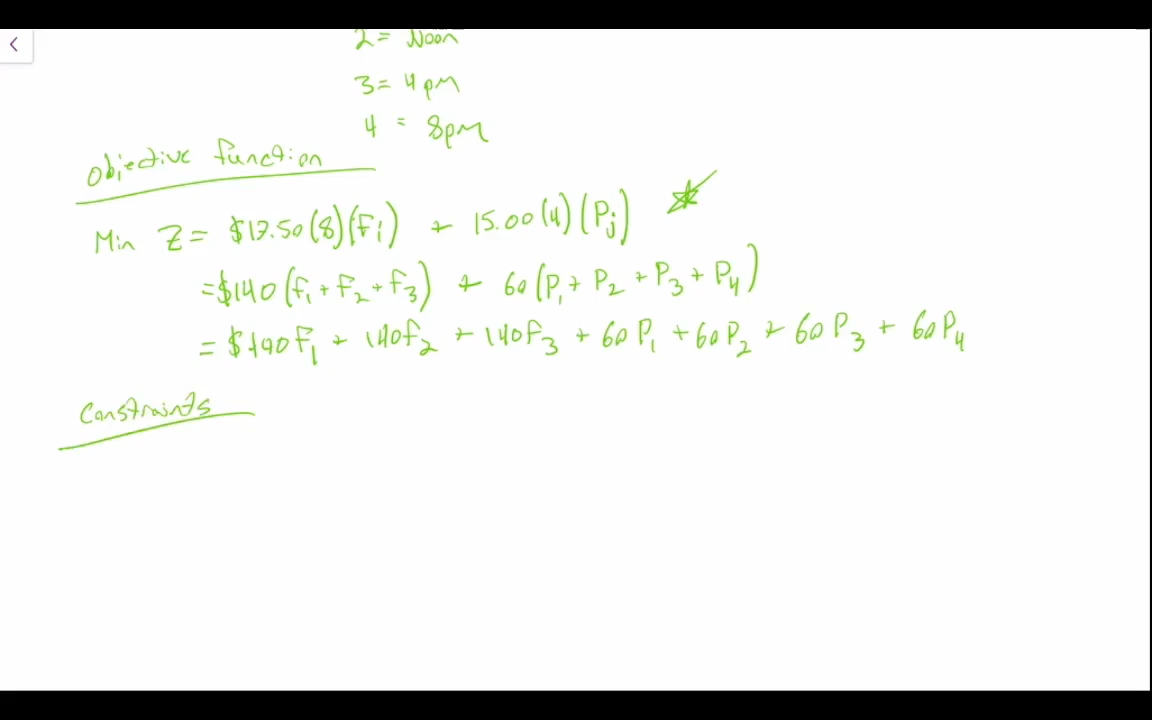 2 = Noon
3 = 4pm
4 = 8pm
Objective function
Min Z = $17.50(8)(Fi) + 15.00(4)(Pj)
= $140(F₁ + F₂ + F₃) + 60(P₁ + P₂ + P₃ + P₄)
= $140F₁ + 140F₂ + 140F₃ + 60P₁ + 60P₂ + 60P₃ + 60P₄
Constraints